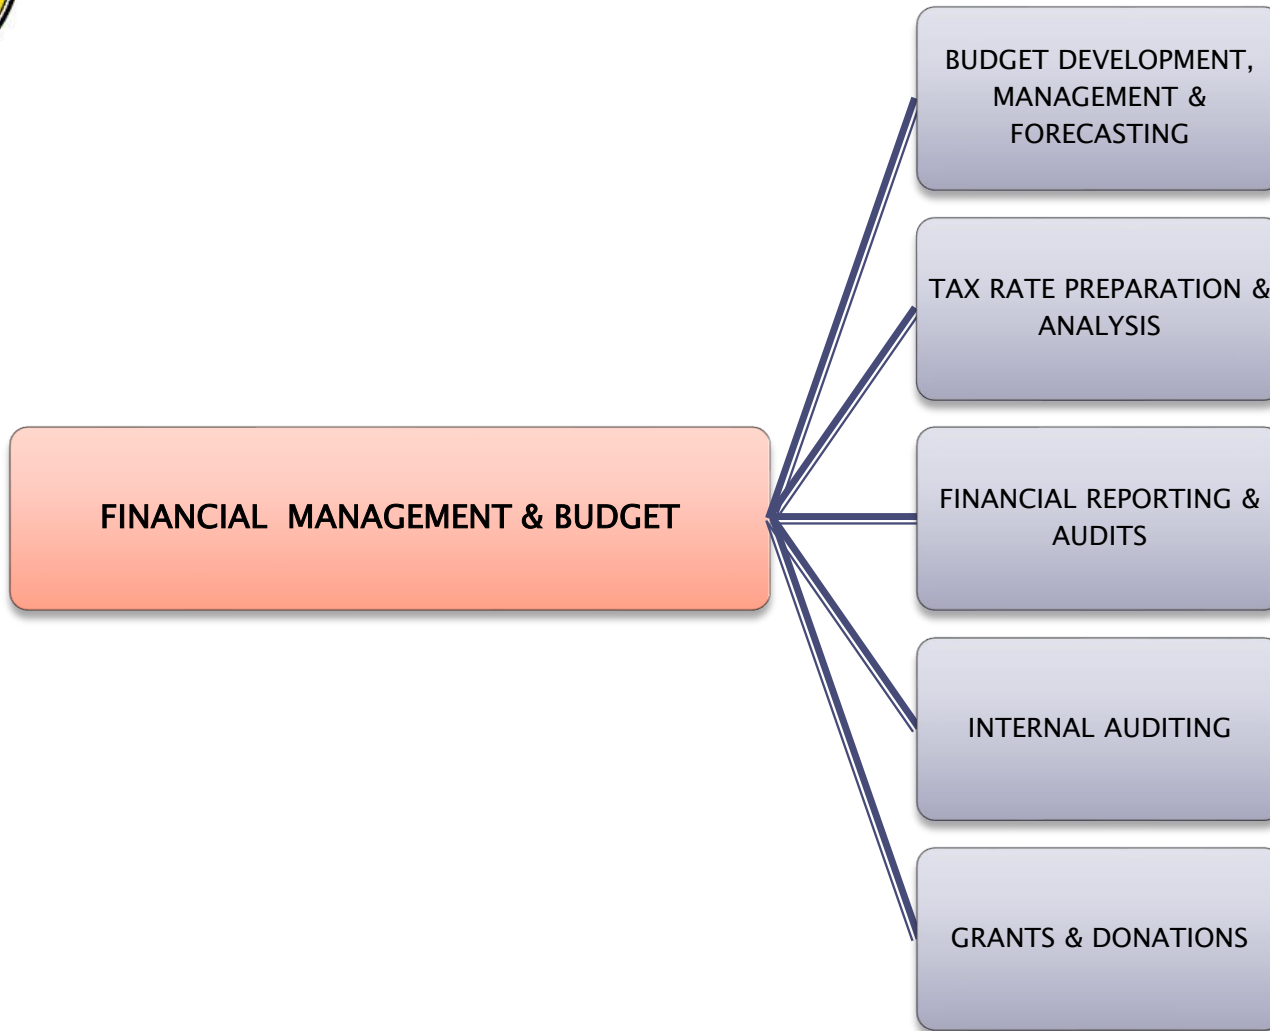 BUDGET DEVELOPMENT,
MANAGEMENT &
FORECASTING
TAX RATE PREPARATION &
ANALYSIS
FINANCIAL  MANAGEMENT & BUDGET
FINANCIAL REPORTING &
AUDITS
INTERNAL AUDITING
GRANTS & DONATIONS